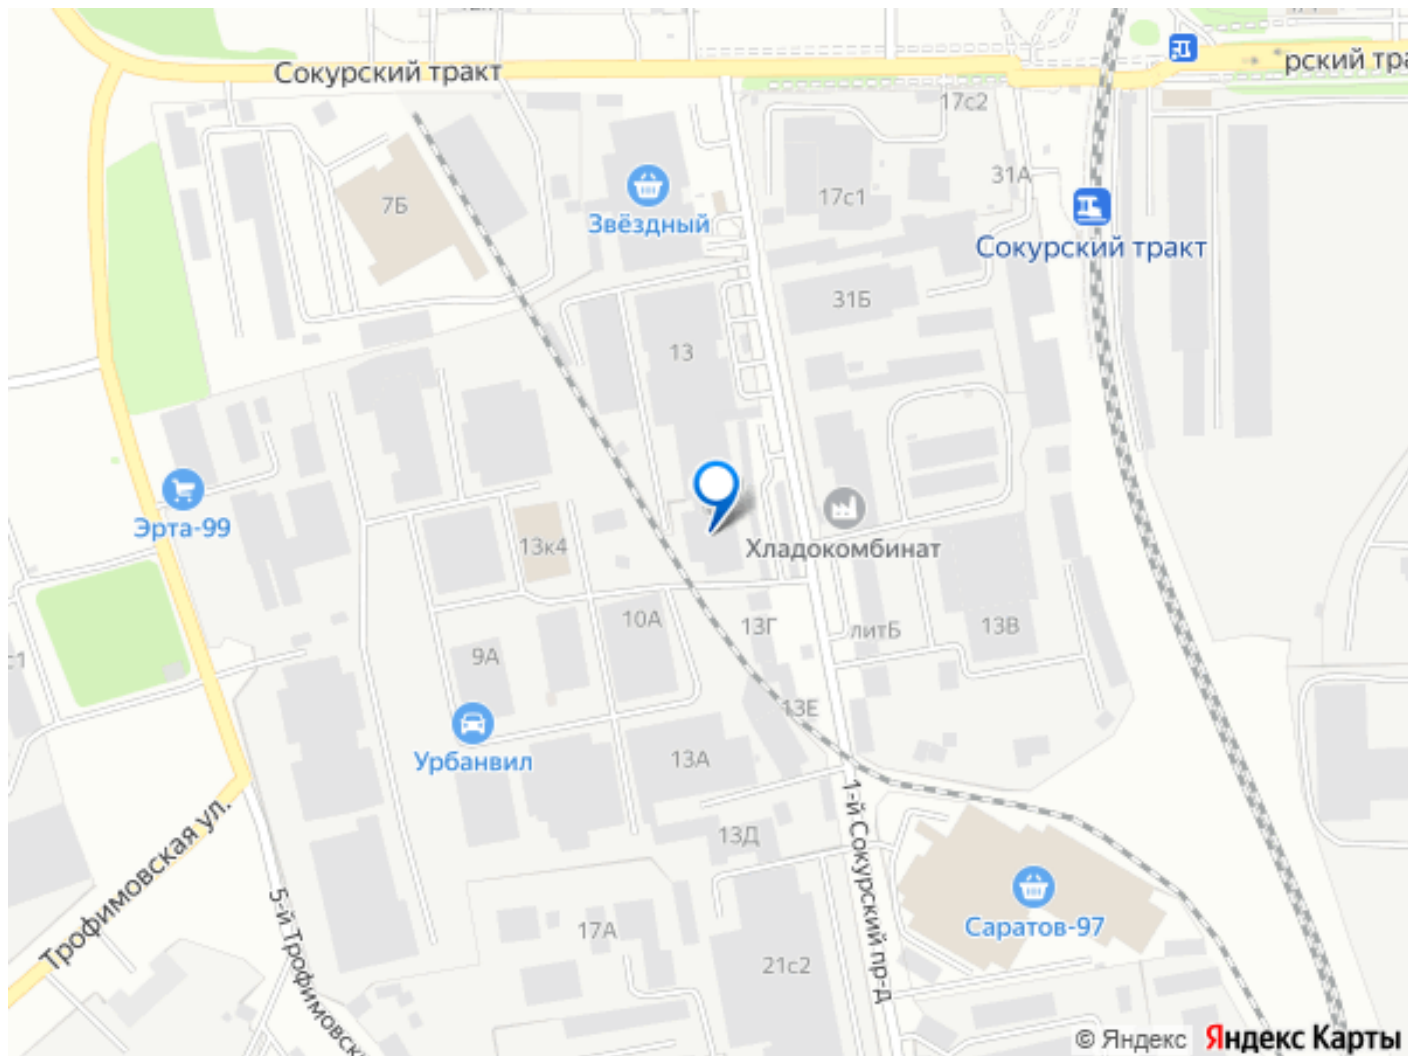 Сокурский тракт
рский тра
17с2
31А
7Б
Звёздный
17с1
Сокурский тракт
31Б
13
Эрта-99
13к4
Хладокомбинат
10А
13Г
литБ
13В
9А
13Е
Урбанвил
13А
Трофимовская ул.
13Д
1-й Сокурский пр-д
5-й Трофимовск
Саратов-97
17А
21с2
© Яндекс Яндекс Карты